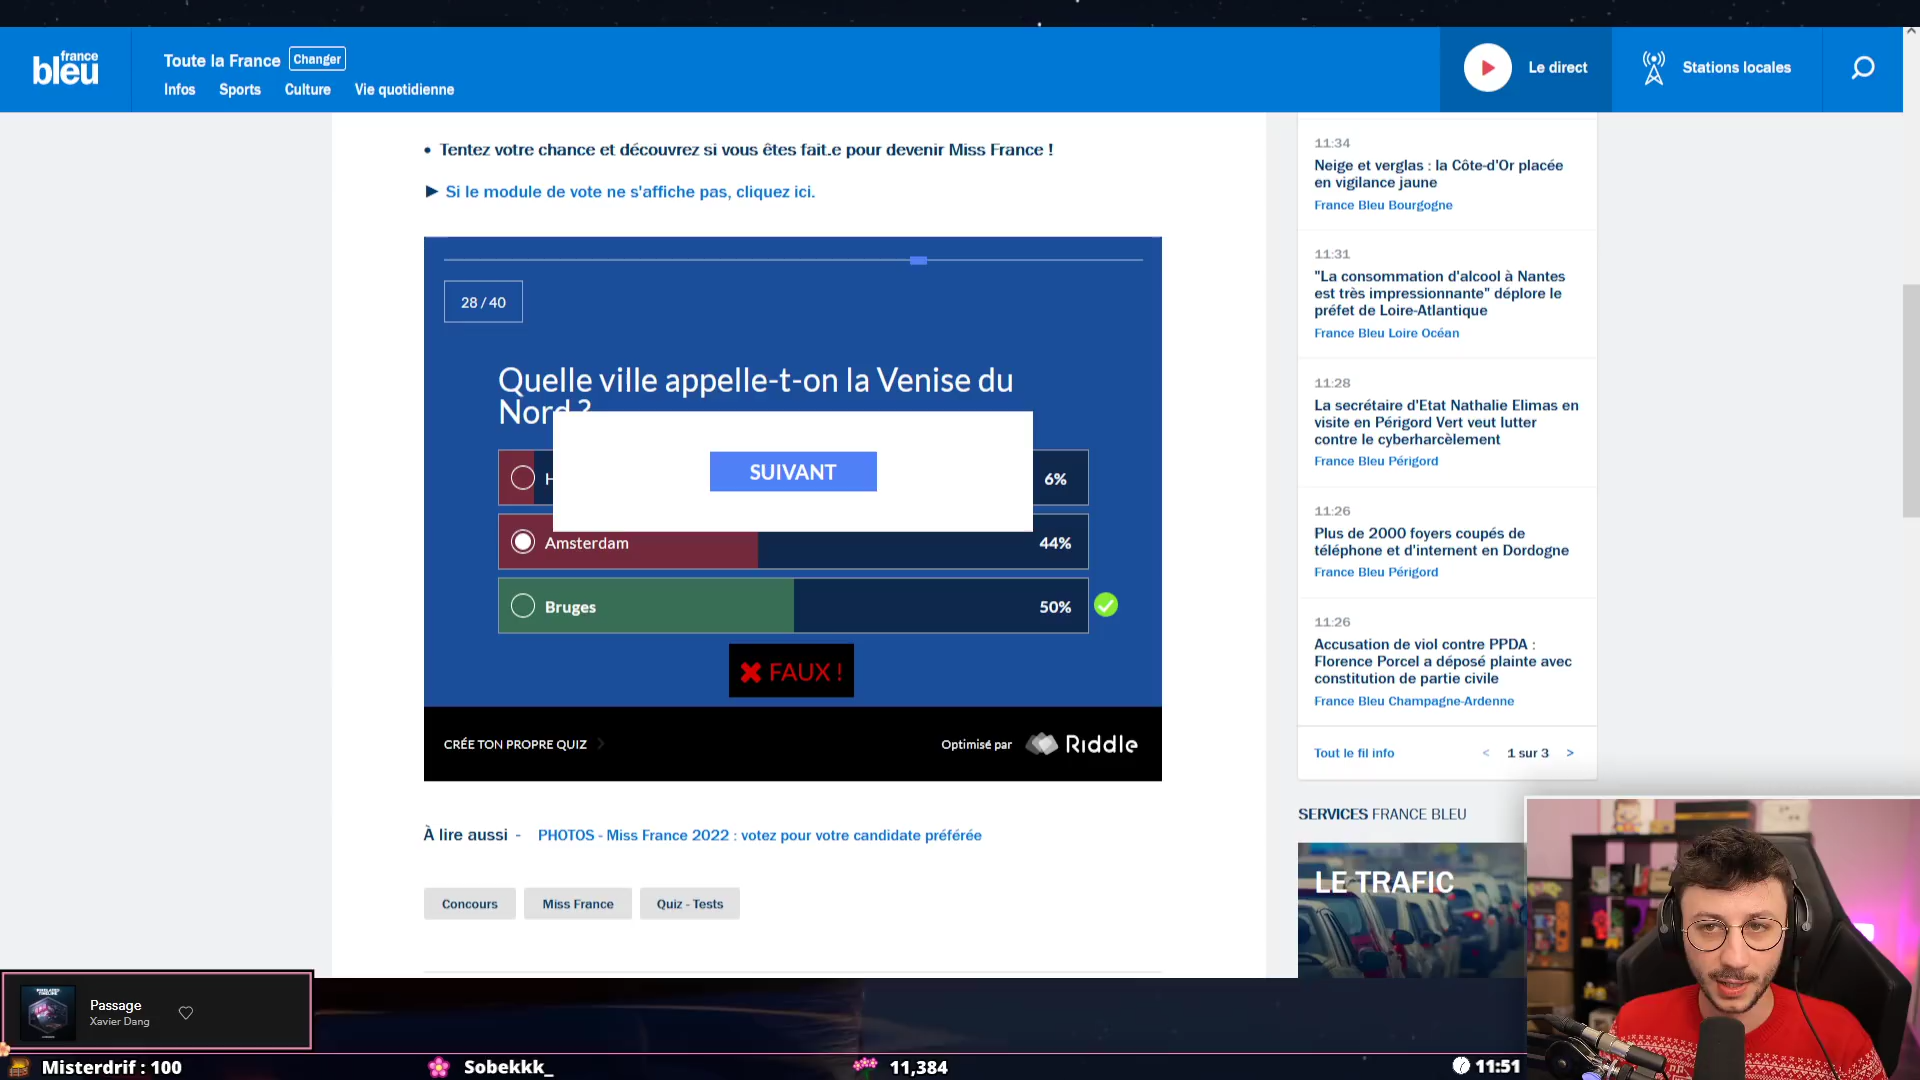 france
bleu
Toute la France Changer
Infos Sports Culture Vie quotidienne
Le direct
Stations locales
• Tentez votre chance et découvrez si vous êtes fait.e pour devenir Miss France !
► Si le module de vote ne s'affiche pas, cliquez ici.
28 / 40
Quelle ville appelle-t-on la Venise du
Nord ?
SUIVANT
6%
Amsterdam 44%
Bruges 50%
✖ FAUX !
CRÉE TON PROPRE QUIZ >
Optimisé par Riddle
À lire aussi - PHOTOS - Miss France 2022 : votez pour votre candidate préférée
Concours Miss France Quiz - Tests
11:34
Neige et verglas : la Côte-d'Or placée
en vigilance jaune
France Bleu Bourgogne
11:31
"La consommation d'alcool à Nantes
est très impressionnante" déplore le
préfet de Loire-Atlantique
France Bleu Loire Océan
11:28
La secrétaire d'Etat Nathalie Elimas en
visite en Périgord Vert veut lutter
contre le cyberharcèlement
France Bleu Périgord
11:26
Plus de 2000 foyers coupés de
téléphone et d'internent en Dordogne
France Bleu Périgord
11:26
Accusation de viol contre PPDA :
Florence Porcel a déposé plainte avec
constitution de partie civile
France Bleu Champagne-Ardenne
Tout le fil info < 1 sur 3 >
SERVICES FRANCE BLEU
LE TRAFIC
Passage
Xavier Dang
Misterdrif : 100
Sobekkk_
11,384
11:51